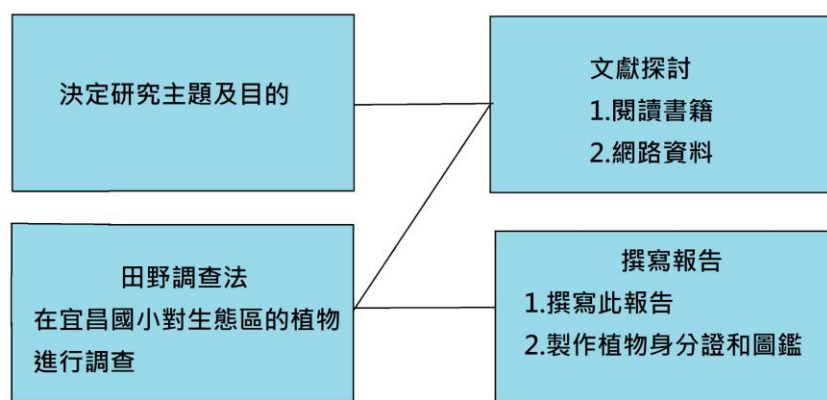 決定研究主題及目的
文獻探討
1.閱讀書籍
2.網路資料
田野調查法
在宜昌國小對生態區的植物
進行調查
撰寫報告
1.撰寫此報告
2.製作植物身分證和圖鑑